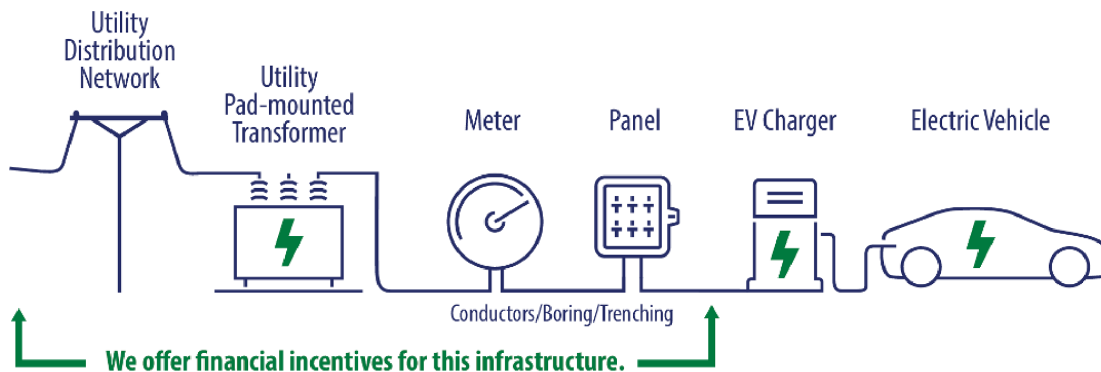 Utility
Distribution
Network
Utility
Pad-mounted
Transformer
Meter
Panel
EV Charger
Electric Vehicle
Conductors/Boring/Trenching
We offer financial incentives for this infrastructure.